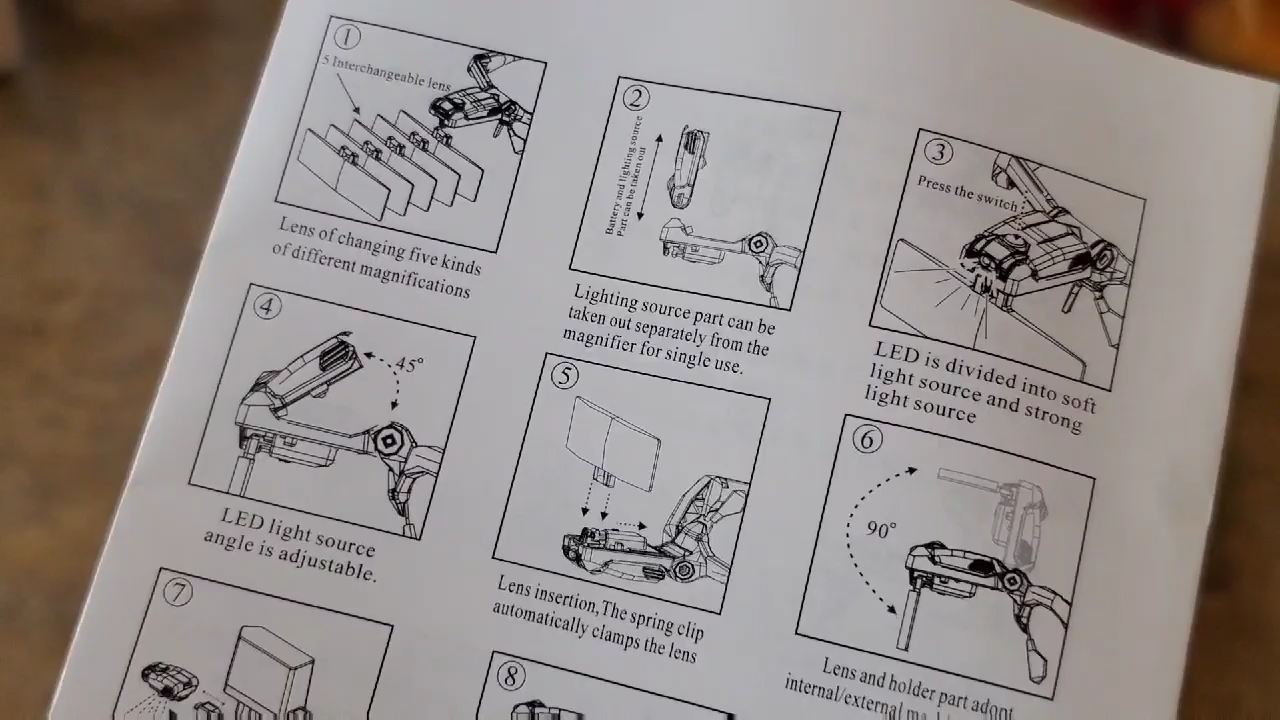 ①
5 Interchangeable lens
Lens of changing five kinds
of different magnifications
②
Battery and lighting source
Part can be taken out
Lighting source part can be
taken out separately from the
magnifier for single use.
③
Press the switch
LED is divided into soft
light source and strong
light source
④
45°
LED light source
angle is adjustable.
⑤
Lens insertion,The spring clip
automatically clamps the lens
⑥
90°
Lens and holder part adopt
internal/external
⑦
⑧